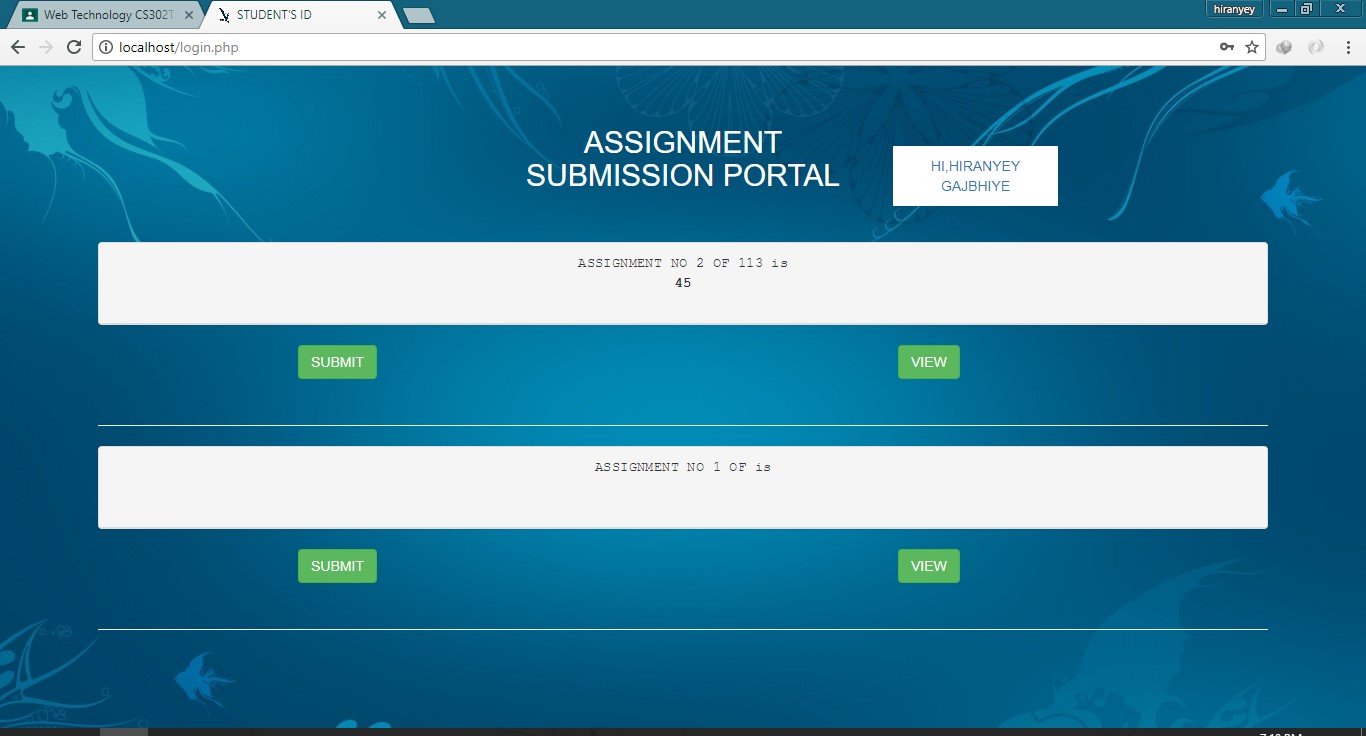 Web Technology CS302T
STUDENT'S ID
hiranyey
localhost/login.php
ASSIGNMENT
SUBMISSION PORTAL
HI,HIRANYEY
GAJBHIYE
ASSIGNMENT NO 2 OF 113 is
45
SUBMIT
VIEW
ASSIGNMENT NO 1 OF is
SUBMIT
VIEW